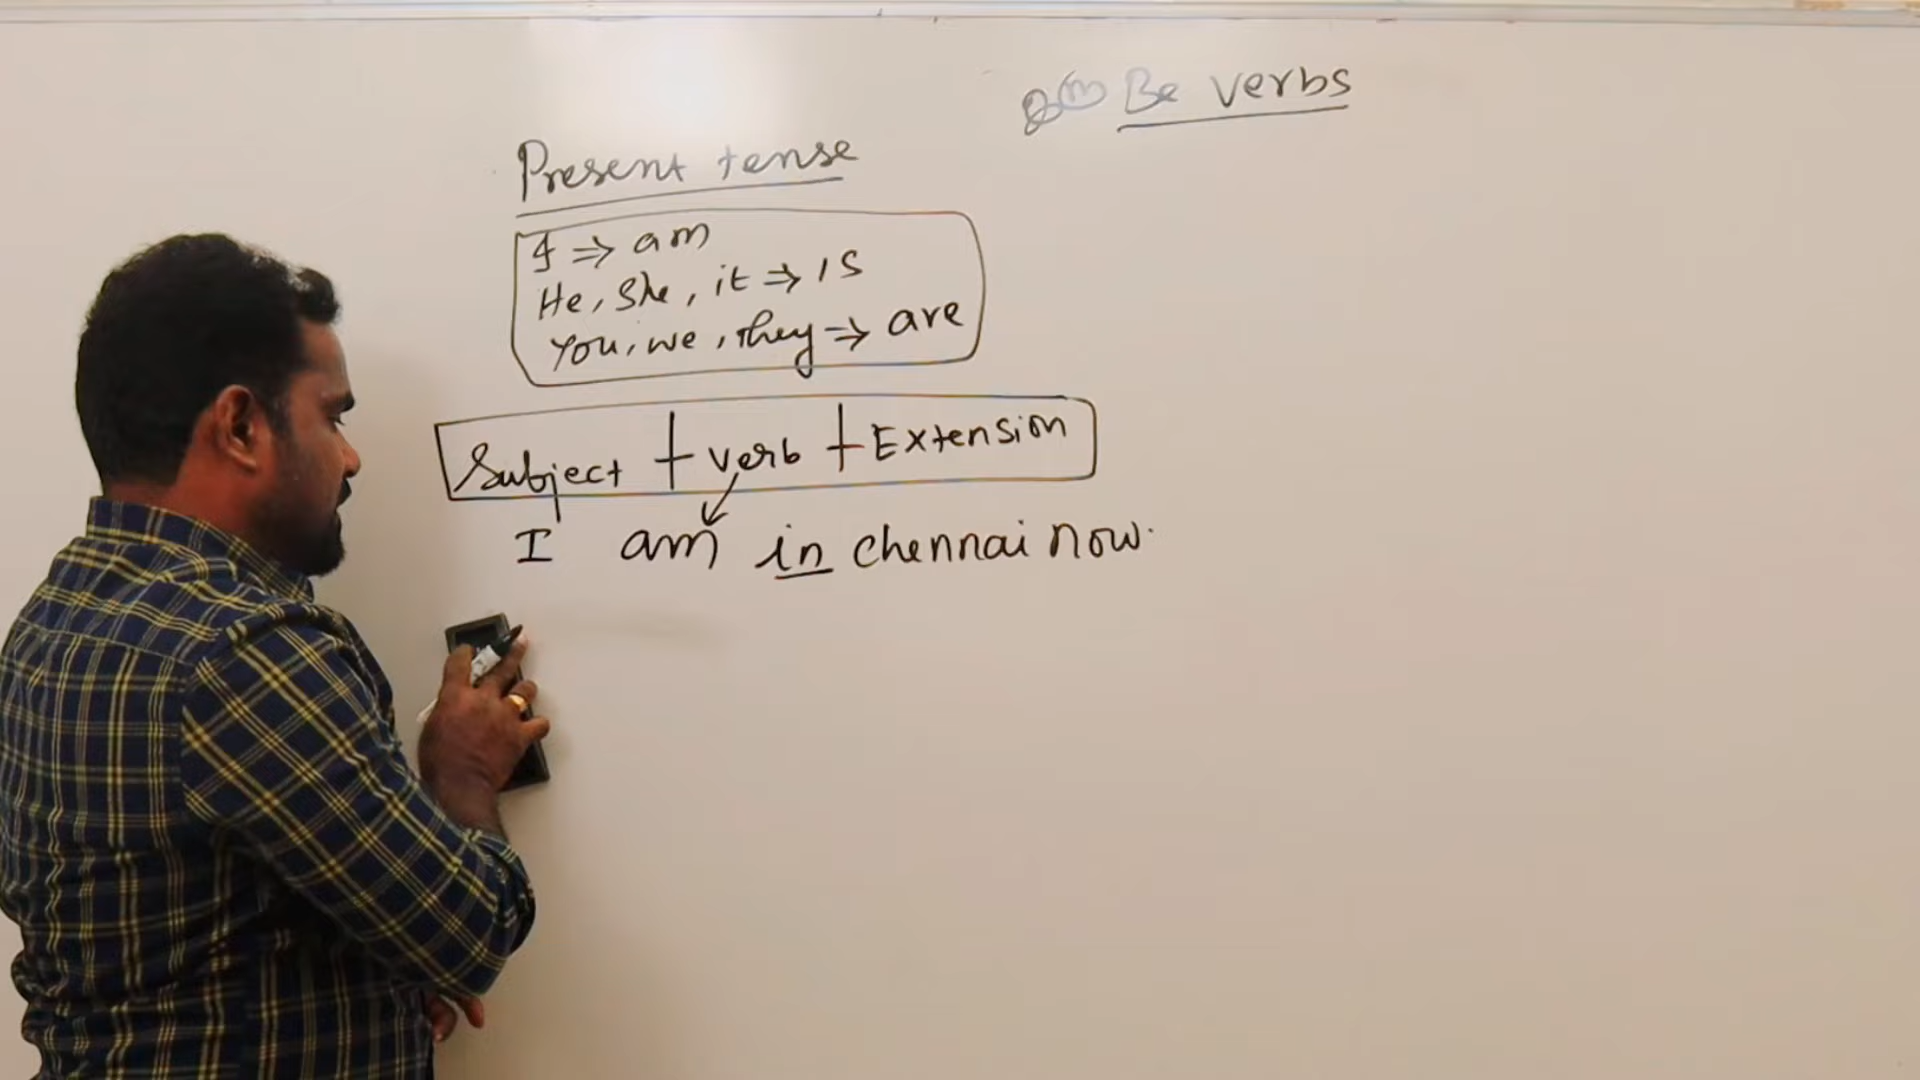 Be verbs
Present tense
I ⇒ am
He, She, it ⇒ is
You, we, they ⇒ are
Subject + verb + Extension
I am in chennai now.